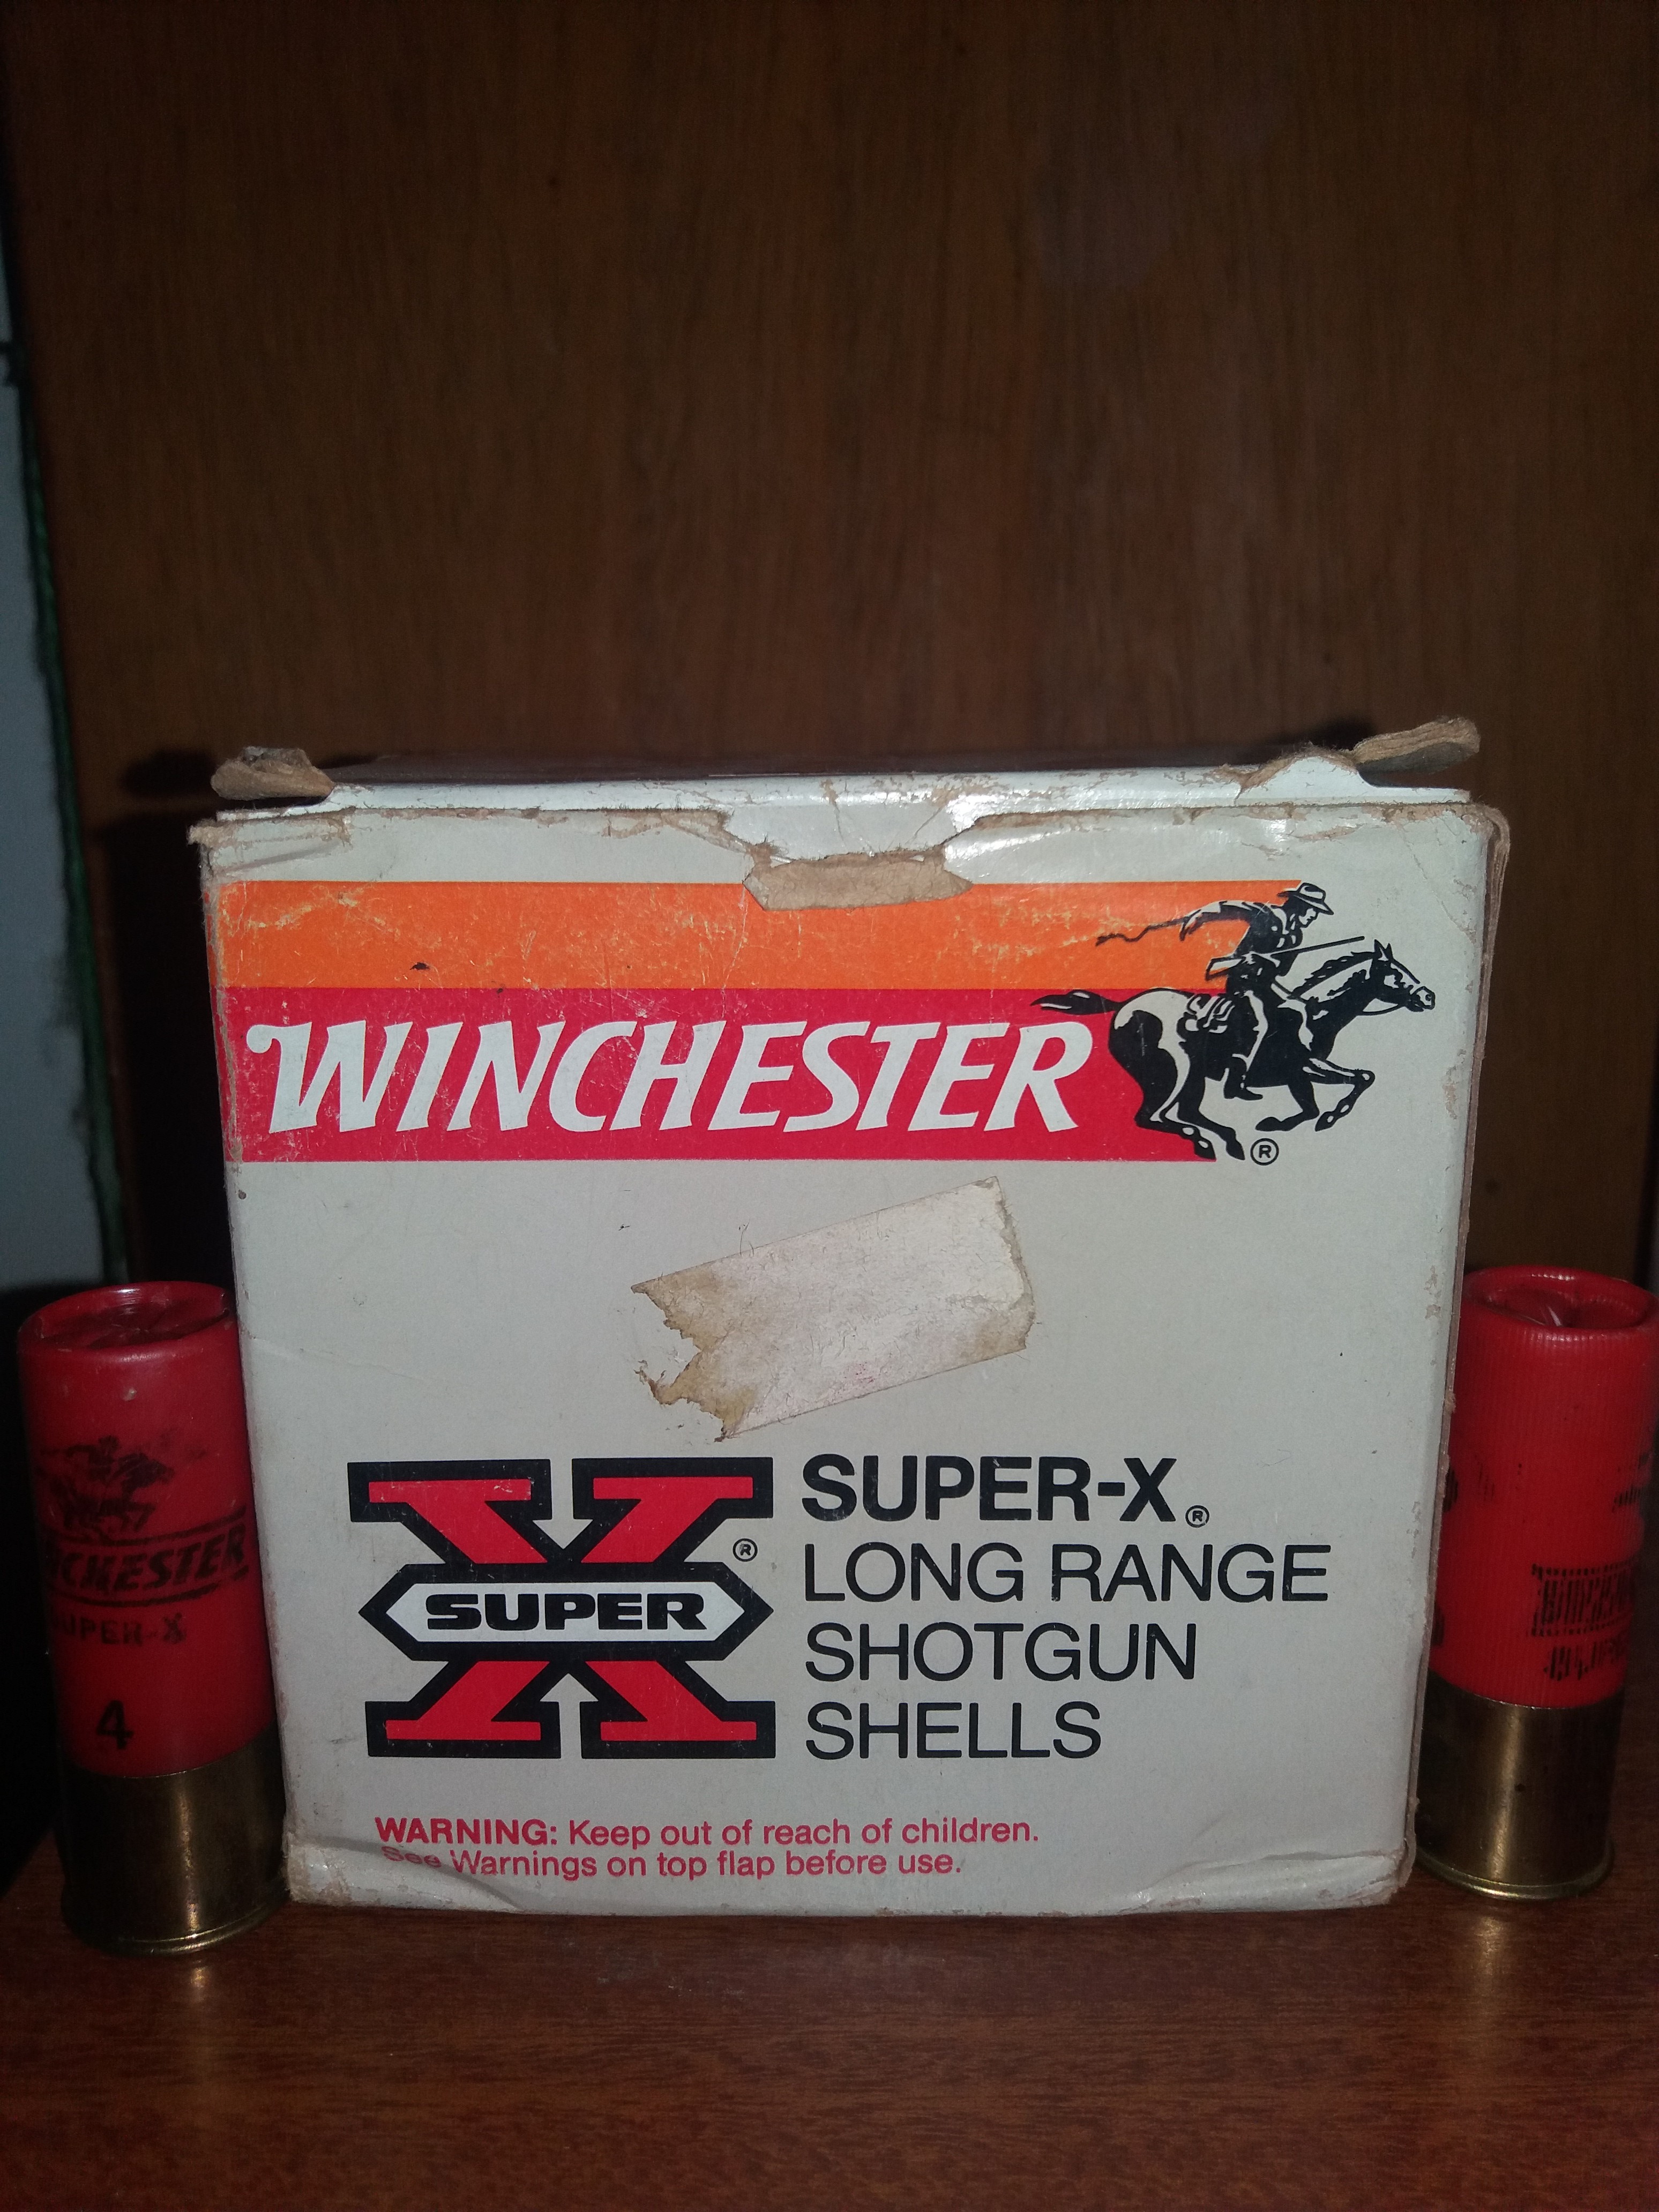 WINCHESTER
®
SUPER
®
SUPER-X®
LONG RANGE
SHOTGUN
SHELLS
WARNING: Keep out of reach of children.
See Warnings on top flap before use.
CHESTER
SUPER-X
4